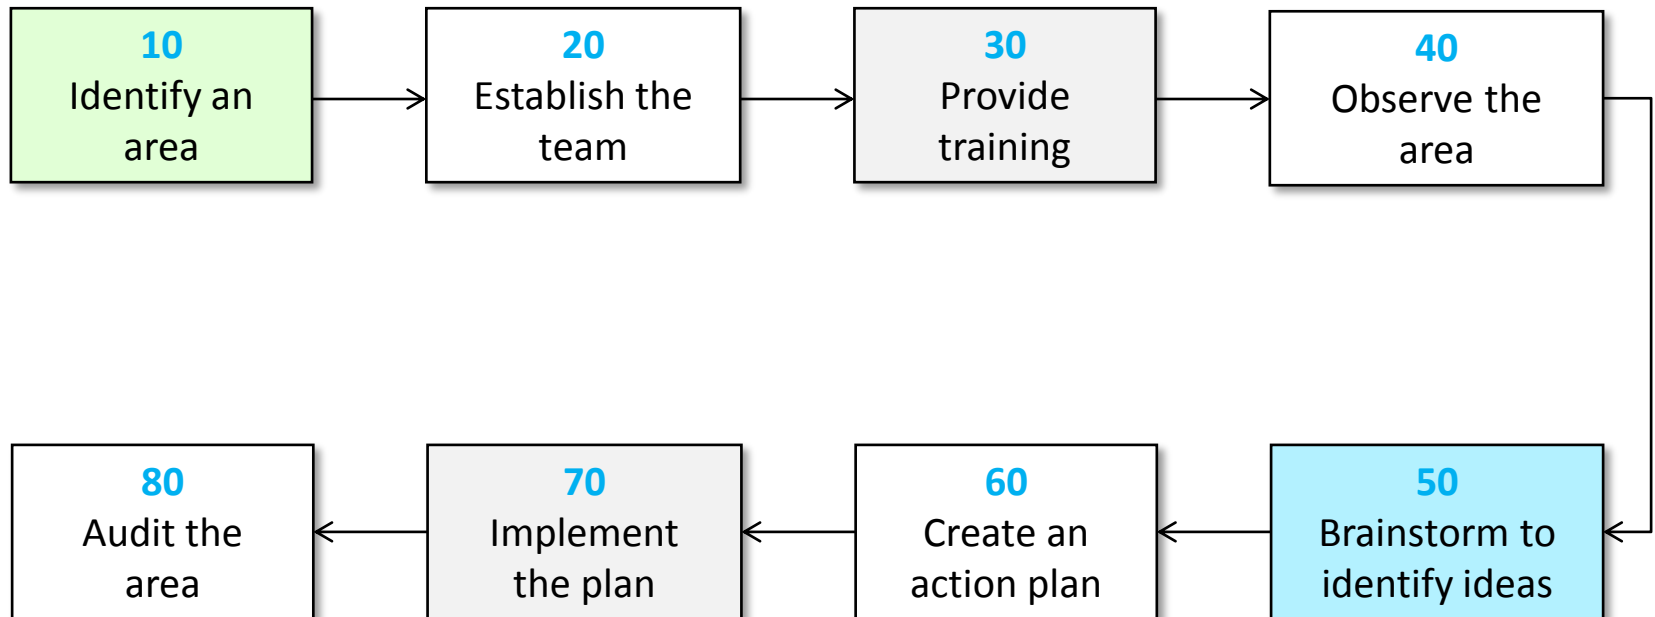 10
Identify an
area
20
Establish the
team
30
Provide
training
40
Observe the
area
50
Brainstorm to
identify ideas
60
Create an
action plan
70
Implement
the plan
80
Audit the
area